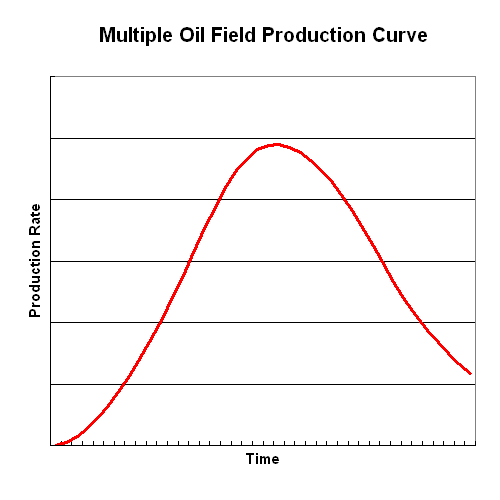 Multiple Oil Field Production Curve
Production Rate
Time